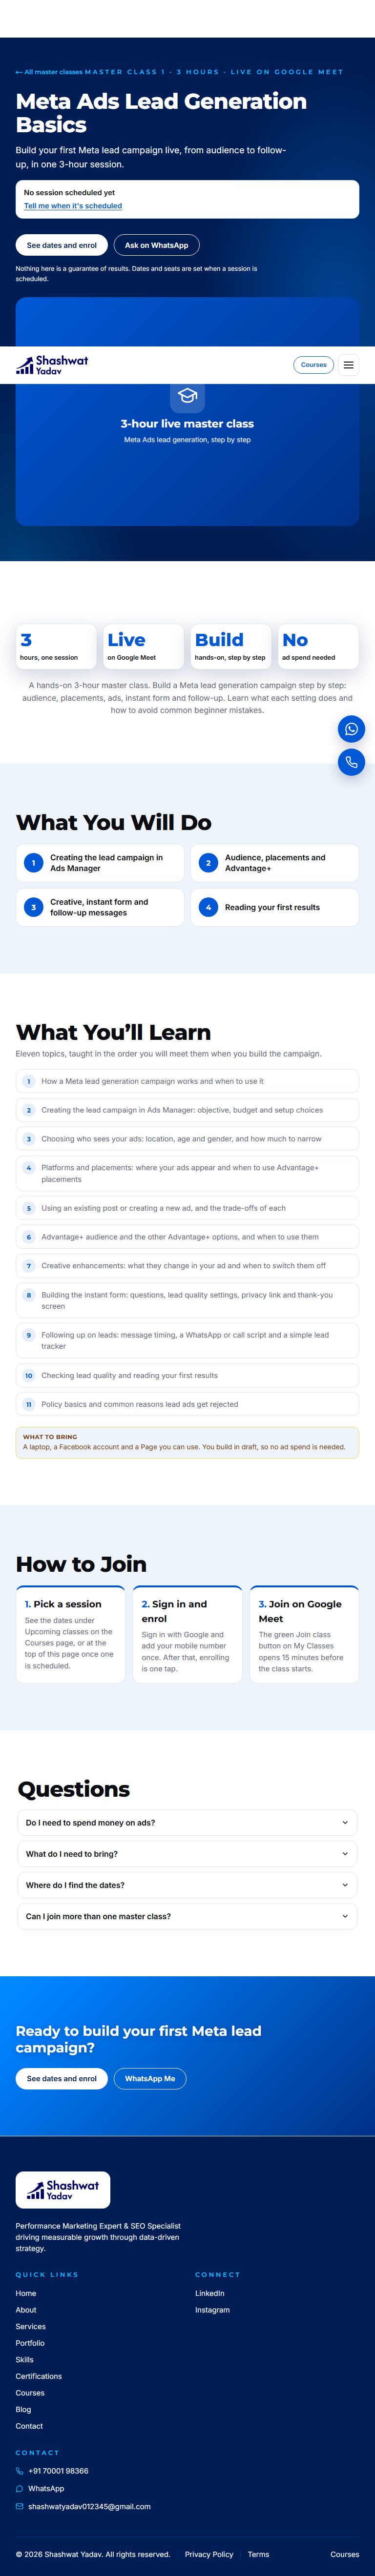 ← All master classes MASTER CLASS 1 · 3 HOURS · LIVE ON GOOGLE MEET
Meta Ads Lead Generation
Basics
Build your first Meta lead campaign live, from audience to follow-
up, in one 3-hour session.
No session scheduled yet
Tell me when it's scheduled
See dates and enrol
Ask on WhatsApp
Nothing here is a guarantee of results. Dates and seats are set when a session is
scheduled.
Shashwat
Yadav
Courses
3-hour live master class
Meta Ads lead generation, step by step
3
hours, one session
Live
on Google Meet
Build
hands-on, step by step
No
ad spend needed
A hands-on 3-hour master class. Build a Meta lead generation campaign step by step:
audience, placements, ads, instant form and follow-up. Learn what each setting does and
how to avoid common beginner mistakes.
What You Will Do
1
Creating the lead campaign in
Ads Manager
2
Audience, placements and
Advantage+
3
Creative, instant form and
follow-up messages
4
Reading your first results
What You’ll Learn
Eleven topics, taught in the order you will meet them when you build the campaign.
1 How a Meta lead generation campaign works and when to use it
2 Creating the lead campaign in Ads Manager: objective, budget and setup choices
3 Choosing who sees your ads: location, age and gender, and how much to narrow
4 Platforms and placements: where your ads appear and when to use Advantage+
placements
5 Using an existing post or creating a new ad, and the trade-offs of each
6 Advantage+ audience and the other Advantage+ options, and when to use them
7 Creative enhancements: what they change in your ad and when to switch them off
8 Building the instant form: questions, lead quality settings, privacy link and thank-you
screen
9 Following up on leads: message timing, a WhatsApp or call script and a simple lead
tracker
10 Checking lead quality and reading your first results
11 Policy basics and common reasons lead ads get rejected
WHAT TO BRING
A laptop, a Facebook account and a Page you can use. You build in draft, so no ad spend is needed.
How to Join
1. Pick a session
See the dates under
Upcoming classes on the
Courses page, or at the
top of this page once one
is scheduled.
2. Sign in and
enrol
Sign in with Google and
add your mobile number
once. After that, enrolling
is one tap.
3. Join on Google
Meet
The green Join class
button on My Classes
opens 15 minutes before
the class starts.
Questions
Do I need to spend money on ads?
What do I need to bring?
Where do I find the dates?
Can I join more than one master class?
Ready to build your first Meta lead
campaign?
See dates and enrol
WhatsApp Me
Shashwat
Yadav
Performance Marketing Expert & SEO Specialist
driving measurable growth through data-driven
strategy.
QUICK LINKS
Home
About
Services
Portfolio
Skills
Certifications
Courses
Blog
Contact
CONNECT
LinkedIn
Instagram
CONTACT
+91 70001 98366
WhatsApp
shashwatyadav012345@gmail.com
© 2026 Shashwat Yadav. All rights reserved.
Privacy Policy
Terms
Courses